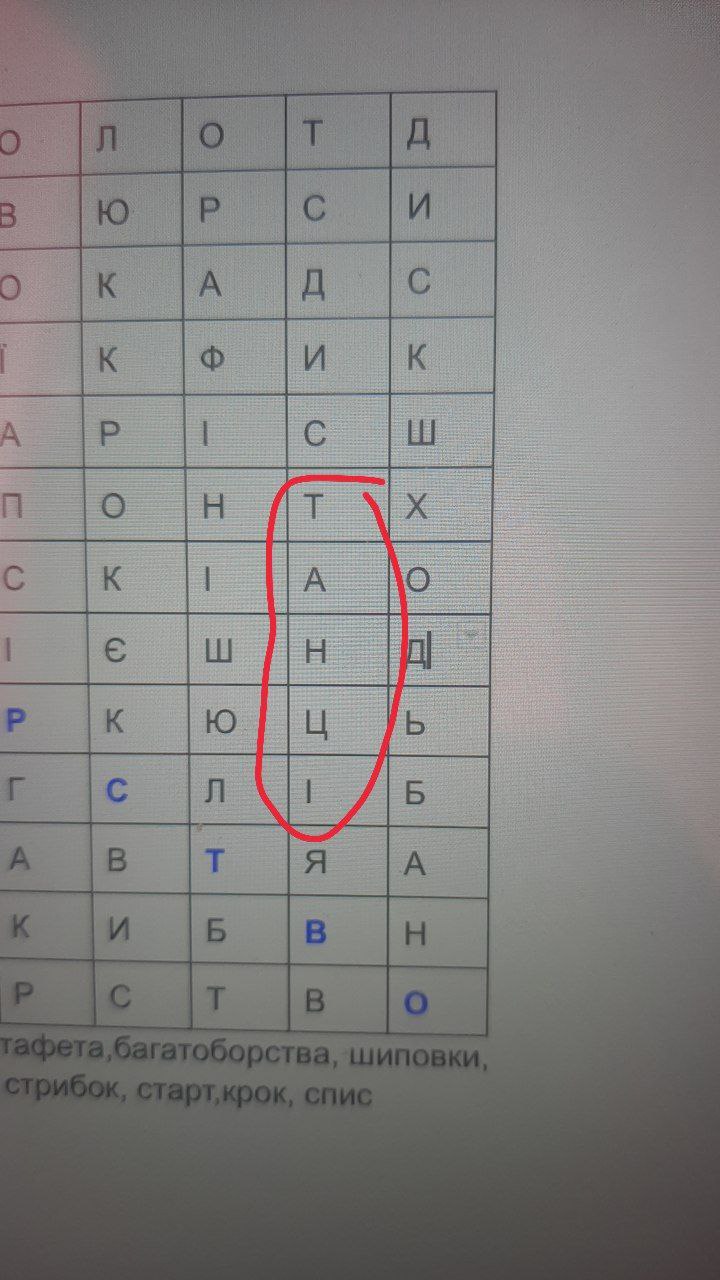 О Л О Т Д
В Ю Р С И
О К А Д С
Ї К Ф И К
А Р І С Ш
П О Н Т Х
С К І А О
І Є Ш Н Д
Р К Ю Ц Ь
Г С Л І Б
А В Т Я А
К И Б В Н
Р С Т В О
тафета,багатоборства, шиповки,
стрибок, старт,крок, спис